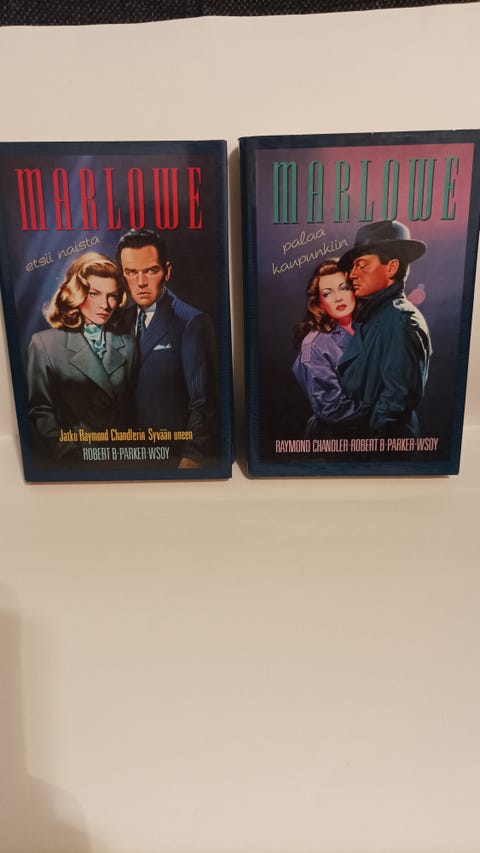 MARLOWE
etsii naista
Jatko Raymond Chandlerin Syvään uneen
ROBERT B·PARKER·WSOY
MARLOWE
palaa
kaupunkiin
RAYMOND CHANDLER·ROBERT B·PARKER·WSOY